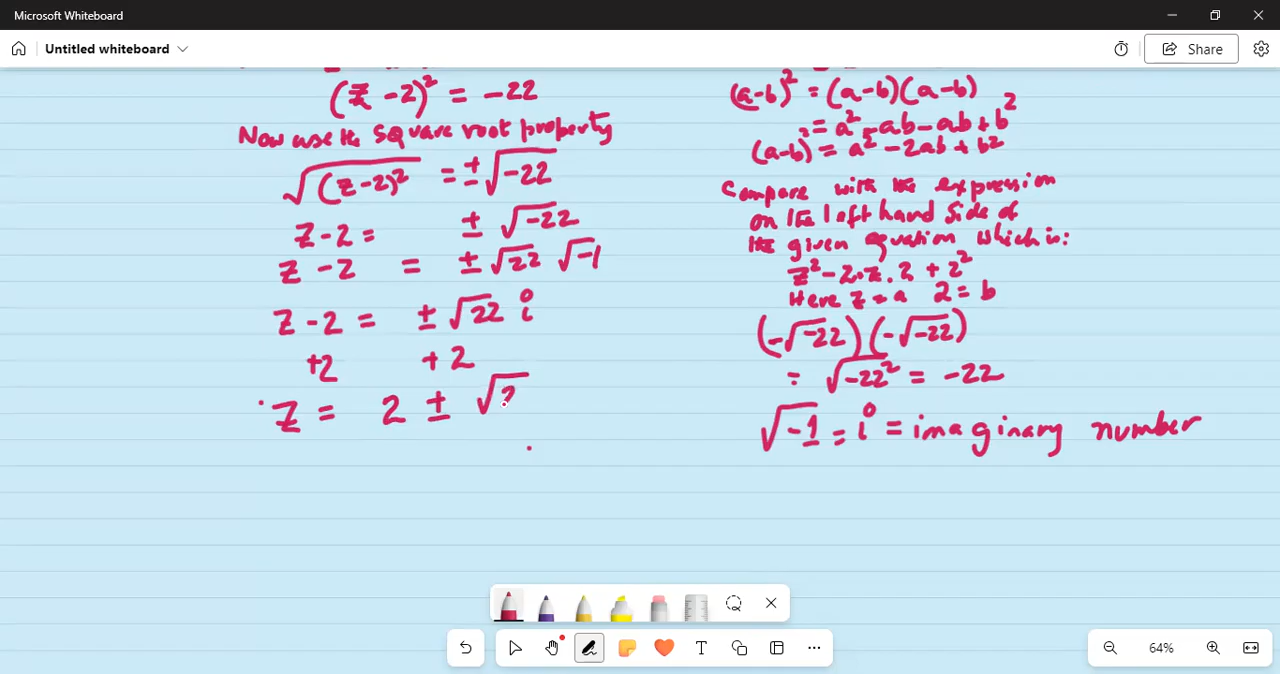 Microsoft Whiteboard
Untitled whiteboard
Share
(z - 2)² = -22
Now use the square root property
√(z-2)² = ± √-22
z - 2 = ± √-22
z - 2 = ± √22 √-1
z - 2 = ± √22 i
+2 +2
z = 2 ± √2
(a-b)² = (a-b)(a-b)
= a² - ab - ab + b²
(a-b)² = a² - 2ab + b²
Compare with the expression
on the left hand side of
the given equation which is:
z² - 2.z.2 + 2²
Here z = a 2 = b
(-√-22)(-√-22)
= √-22² = -22
√-1 = i = imaginary number
64%